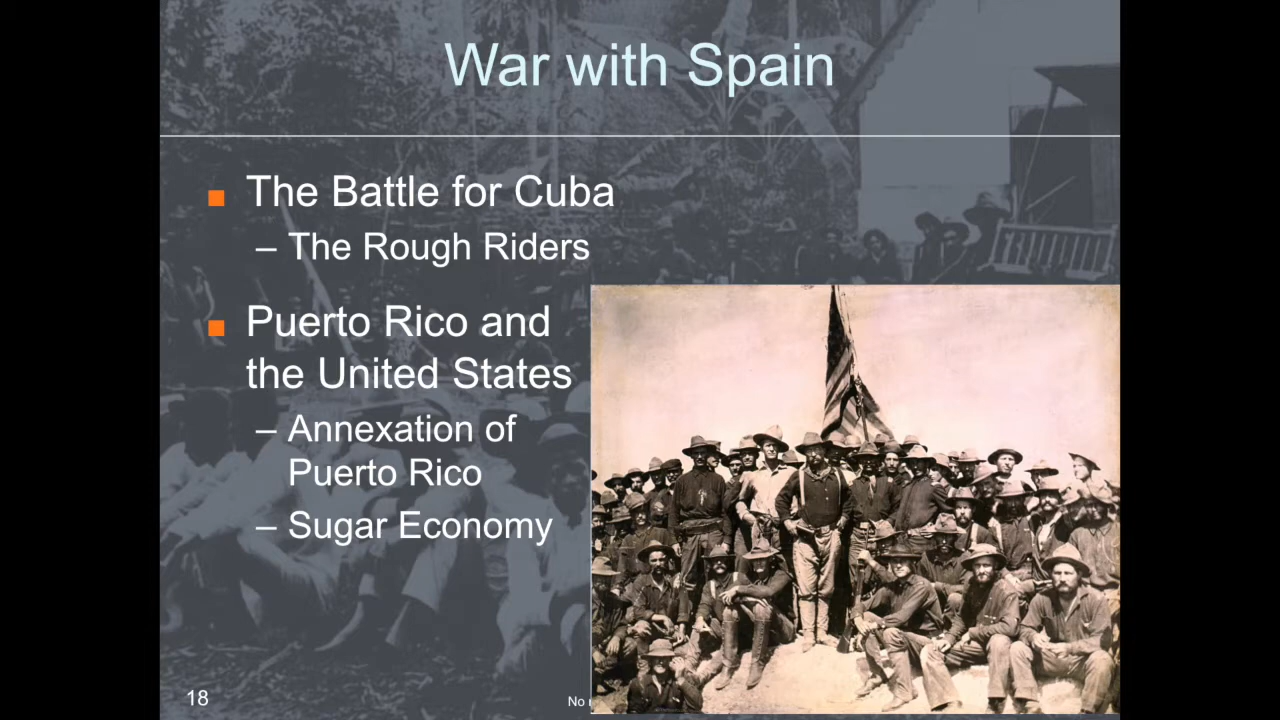 War with Spain
■ The Battle for Cuba
– The Rough Riders
■ Puerto Rico and
the United States
– Annexation of
Puerto Rico
– Sugar Economy
18
No